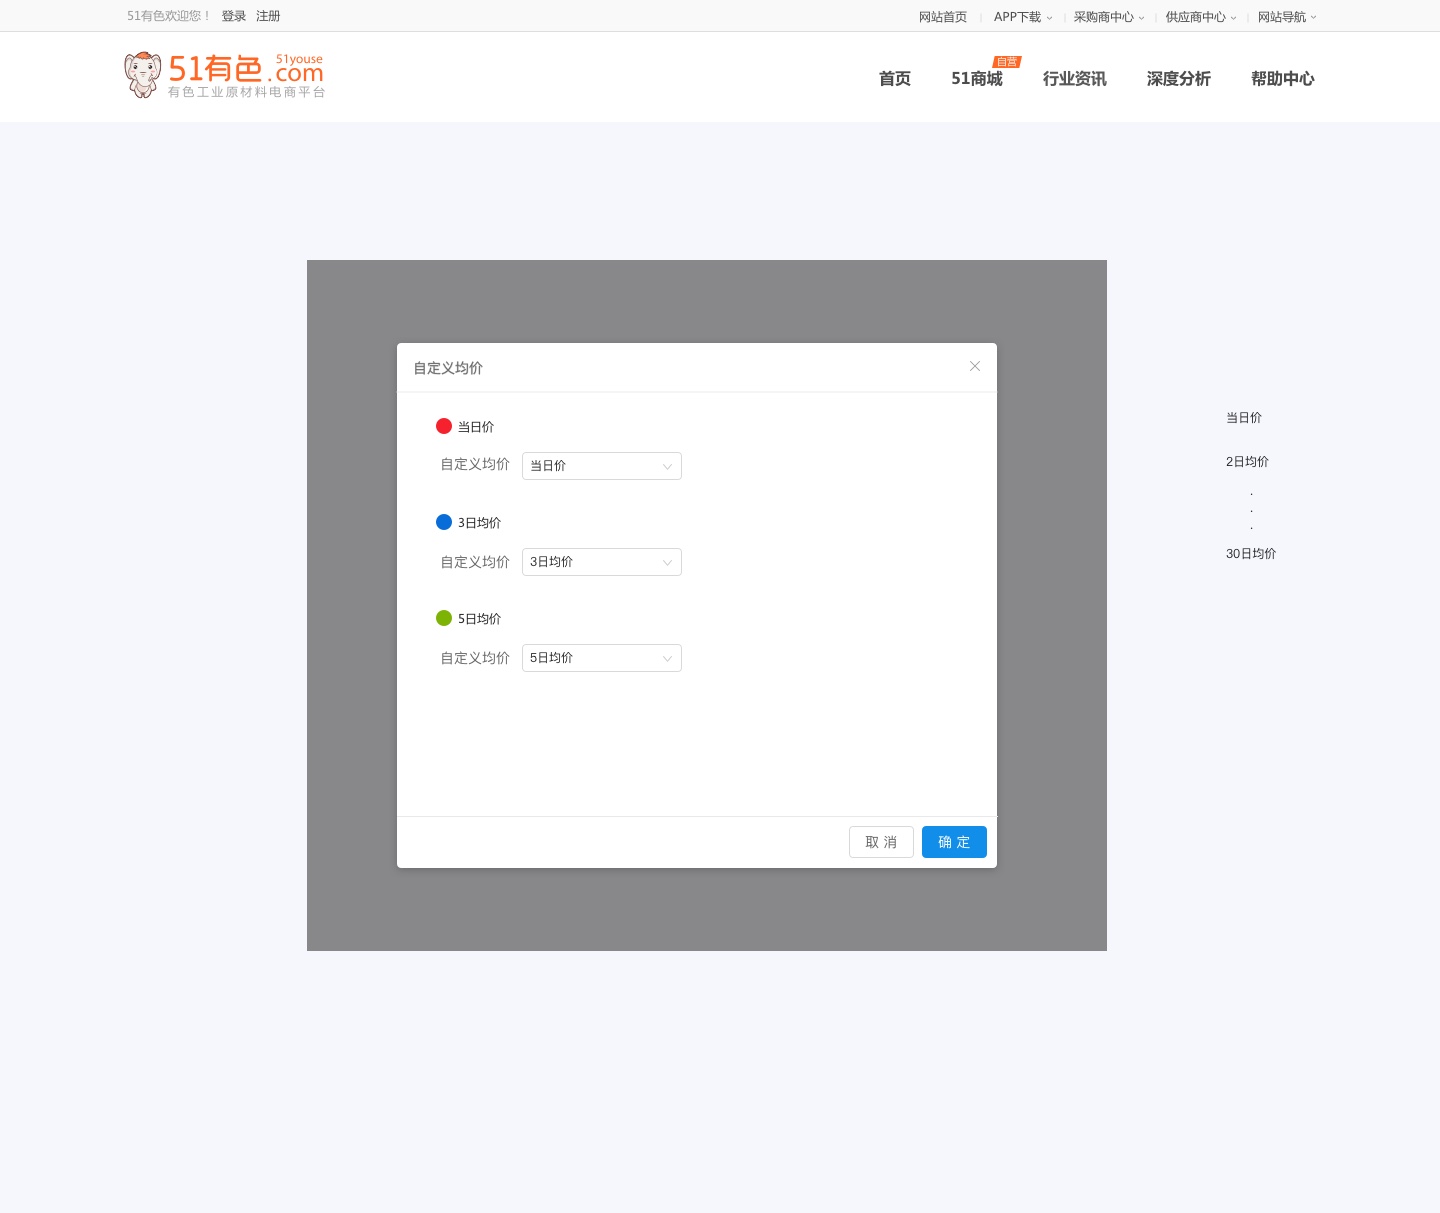 51有色欢迎您！ 登录 注册
网站首页 APP下载 采购商中心 供应商中心 网站导航
51youse
51有色.com
有色工业原材料电商平台
自营
首页 51商城 行业资讯 深度分析 帮助中心
自定义均价
当日价
自定义均价 当日价
3日均价
自定义均价 3日均价
5日均价
自定义均价 5日均价
取 消 确 定
当日价
2日均价
.
.
.
30日均价